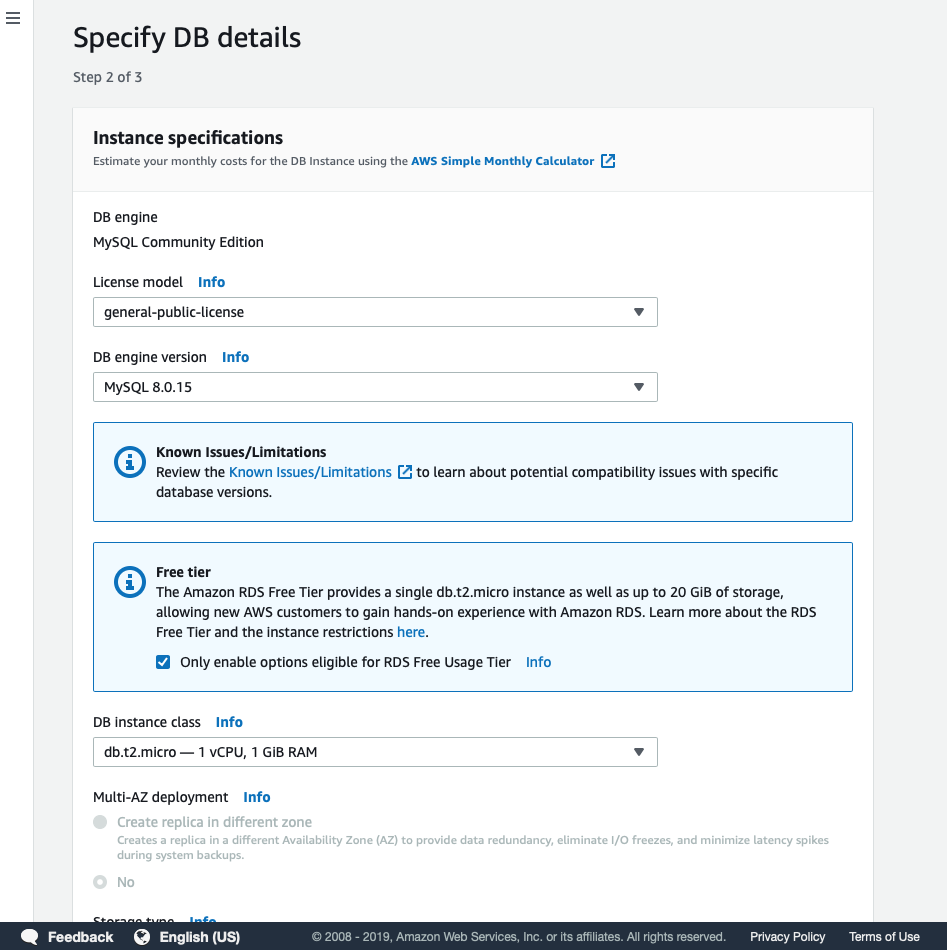 Specify DB details
Step 2 of 3
Instance specifications
Estimate your monthly costs for the DB Instance using the AWS Simple Monthly Calculator
DB engine
MySQL Community Edition
License model Info
general-public-license
DB engine version Info
MySQL 8.0.15
Known Issues/Limitations
Review the Known Issues/Limitations to learn about potential compatibility issues with specific
database versions.
Free tier
The Amazon RDS Free Tier provides a single db.t2.micro instance as well as up to 20 GiB of storage,
allowing new AWS customers to gain hands-on experience with Amazon RDS. Learn more about the RDS
Free Tier and the instance restrictions here.
Only enable options eligible for RDS Free Usage Tier Info
DB instance class Info
db.t2.micro — 1 vCPU, 1 GiB RAM
Multi-AZ deployment Info
Create replica in different zone
Creates a replica in a different Availability Zone (AZ) to provide data redundancy, eliminate I/O freezes, and minimize latency spikes
during system backups.
No
Storage type Info
Feedback English (US) © 2008 - 2019, Amazon Web Services, Inc. or its affiliates. All rights reserved. Privacy Policy Terms of Use